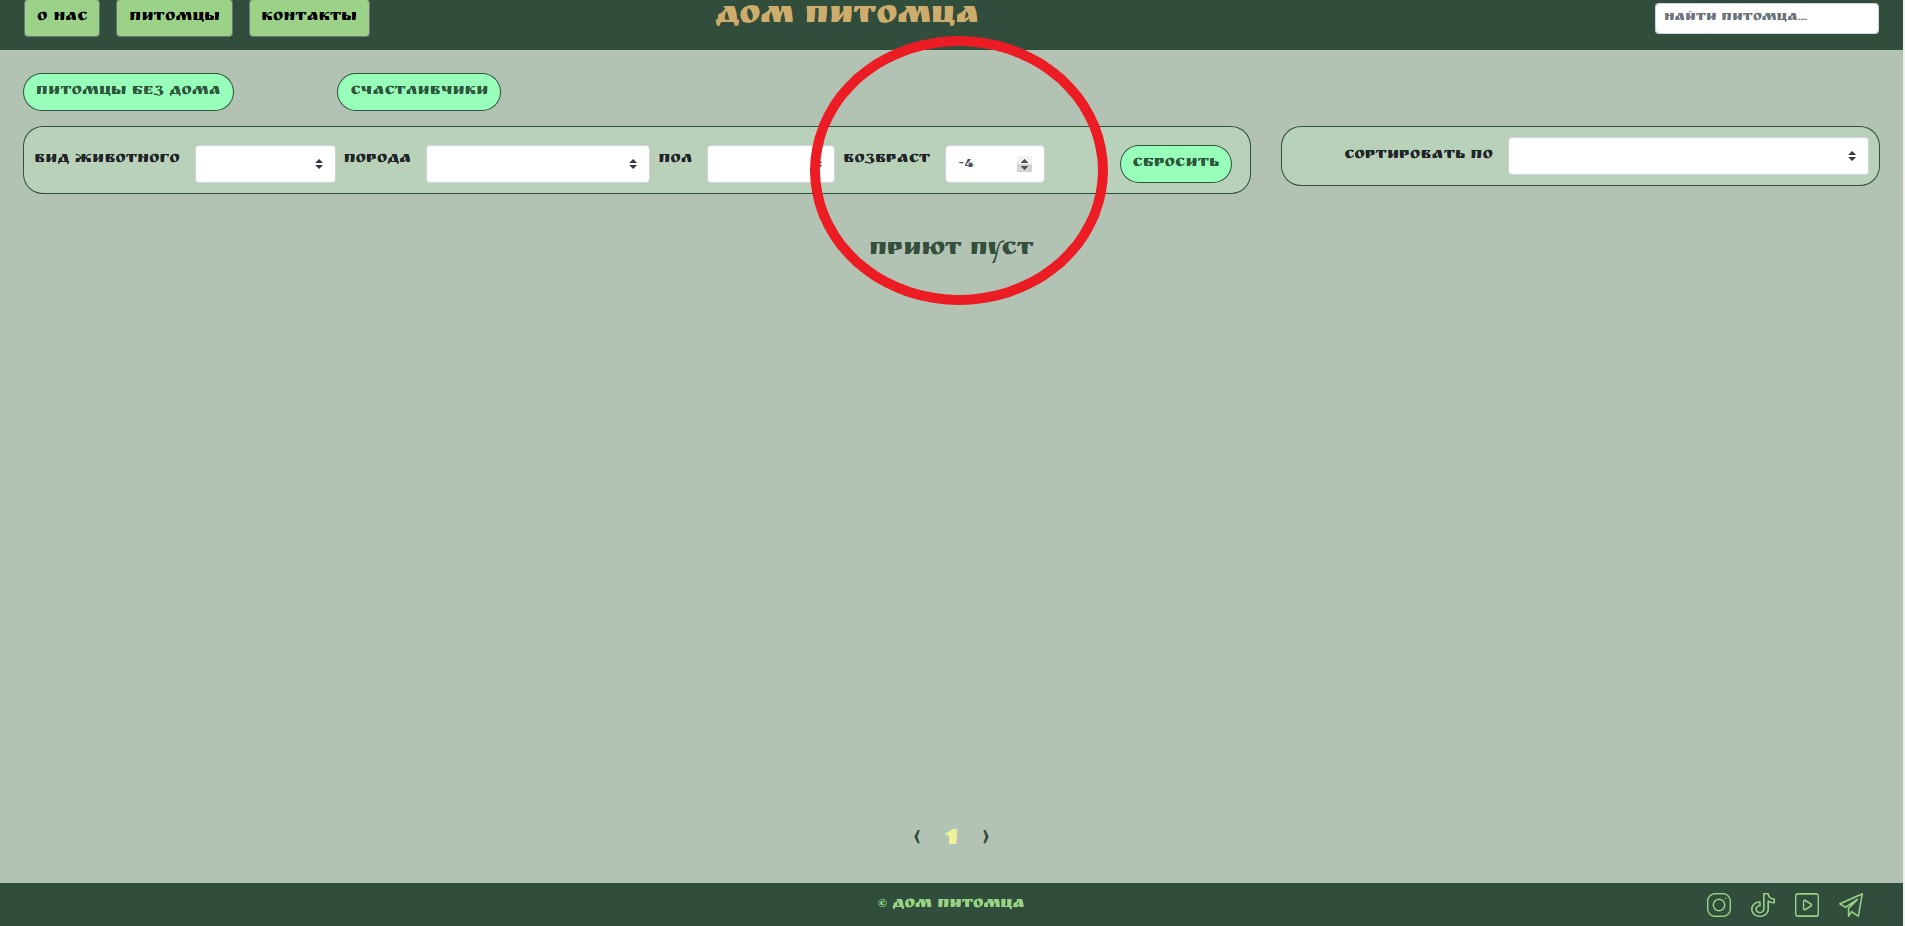 о нас
питомцы
контакты
дом питомца
найти питомца...
питомцы без дома
счастливчики
вид животного
порода
пол
возвраст
-4
сбросить
сортировать по
приют пуст
‹ 1 ›
© дом питомца